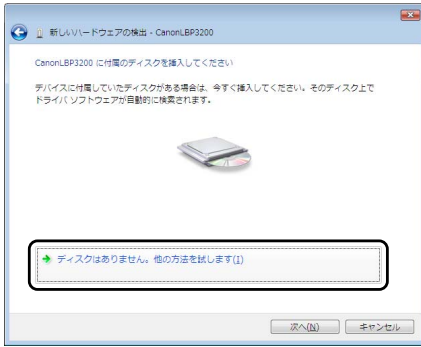 新しいハードウェアの検出 - CanonLBP3200
CanonLBP3200 に付属のディスクを挿入してください
デバイスに付属していたディスクがある場合は、今すぐ挿入してください。そのディスク上で
ドライバ ソフトウェアが自動的に検索されます。
ディスクはありません。他の方法を試します(I)
次へ(N) キャンセル